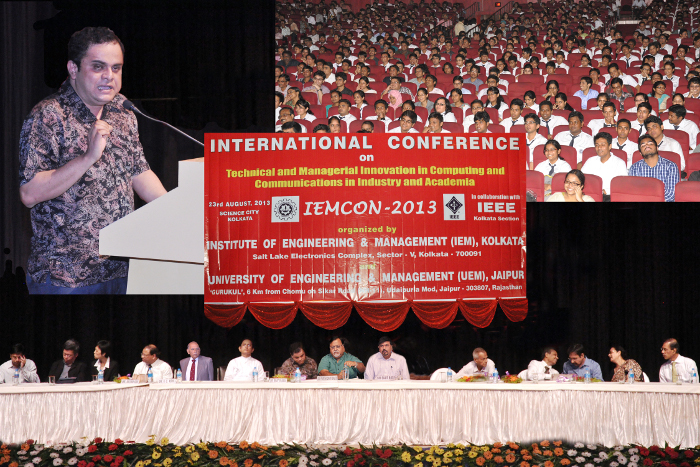 INTERNATIONAL CONFERENCE
on
Technical and Managerial Innovation in Computing and
Communications in Industry and Academia
23rd AUGUST, 2013
SCIENCE CITY
KOLKATA
IEMCON-2013
IEEE
In collaboration with
IEEE
Kolkata Section
organized by
INSTITUTE OF ENGINEERING & MANAGEMENT (IEM), KOLKATA
Salt Lake Electronics Complex, Sector - V, Kolkata - 700091
&
UNIVERSITY OF ENGINEERING & MANAGEMENT (UEM), JAIPUR
'GURUKUL', 6 Km from Chomu on Sikar Udaipuria Mod, Jaipur - 303807, Rajasthan